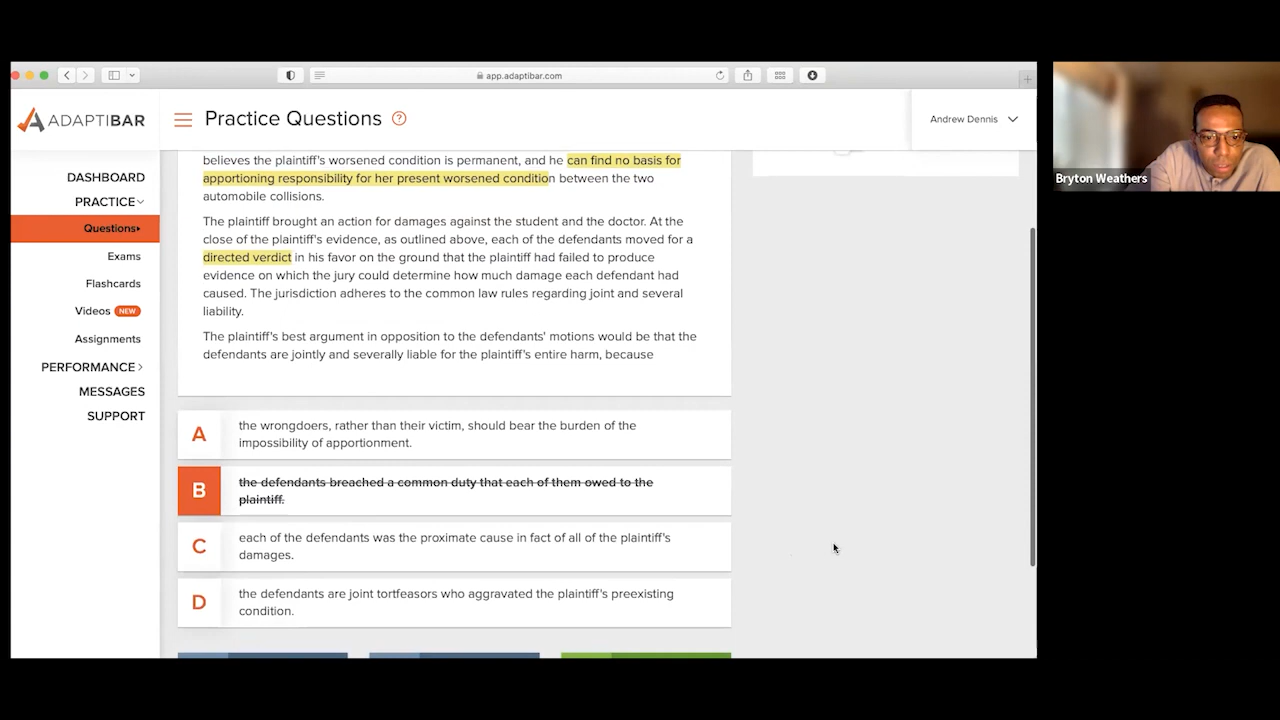 app.adaptibar.com
ADAPTIBAR
Practice Questions ?
Andrew Dennis
DASHBOARD
PRACTICE
Questions
Exams
Flashcards
Videos NEW
Assignments
PERFORMANCE
MESSAGES
SUPPORT
believes the plaintiff's worsened condition is permanent, and he can find no basis for
apportioning responsibility for her present worsened condition between the two
automobile collisions.
The plaintiff brought an action for damages against the student and the doctor. At the
close of the plaintiff's evidence, as outlined above, each of the defendants moved for a
directed verdict in his favor on the ground that the plaintiff had failed to produce
evidence on which the jury could determine how much damage each defendant had
caused. The jurisdiction adheres to the common law rules regarding joint and several
liability.
The plaintiff's best argument in opposition to the defendants' motions would be that the
defendants are jointly and severally liable for the plaintiff's entire harm, because
A
the wrongdoers, rather than their victim, should bear the burden of the
impossibility of apportionment.
B
the defendants breached a common duty that each of them owed to the
plaintiff.
C
each of the defendants was the proximate cause in fact of all of the plaintiff's
damages.
D
the defendants are joint tortfeasors who aggravated the plaintiff's preexisting
condition.
Bryton Weathers